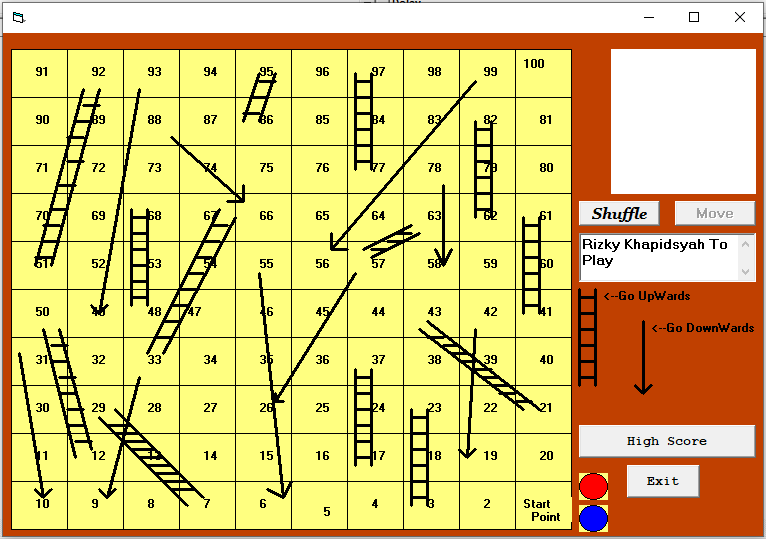 91 92 93 94 95 96 97 98 99 100
90 89 88 87 86 85 84 83 82 81
71 72 73 74 75 76 77 78 79 80
70 69 68 67 66 65 64 63 62 61
51 52 53 54 55 56 57 58 59 60
50 49 48 47 46 45 44 43 42 41
31 32 33 34 35 36 37 38 39 40
30 29 28 27 26 25 24 23 22 21
11 12 13 14 15 16 17 18 19 20
10 9 8 7 6 5 4 3 2 Start
Point
Shuffle Move
Rizky Khapidsyah To
Play
<--Go UpWards
<--Go DownWards
High Score
Exit